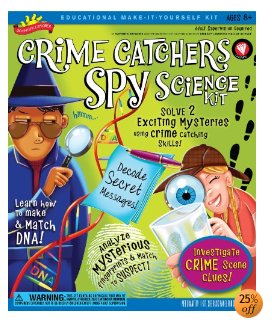 EDUCATIONAL MAKE-IT-YOURSELF KIT
AGES 8+
CRIME CATCHERS
SPY SCIENCE
KIT
SOLVE 2
Exciting Mysteries
using crime catching
skills!
hmmm...
Decode
Secret
Messages!
Learn how
to make
& Match
DNA!
Analyze
MYSTERIOUS
fingerprints & match
to SUSPECT!
Investigate
CRIME Scene
Clues!
DNA
WARNING:
25%
off